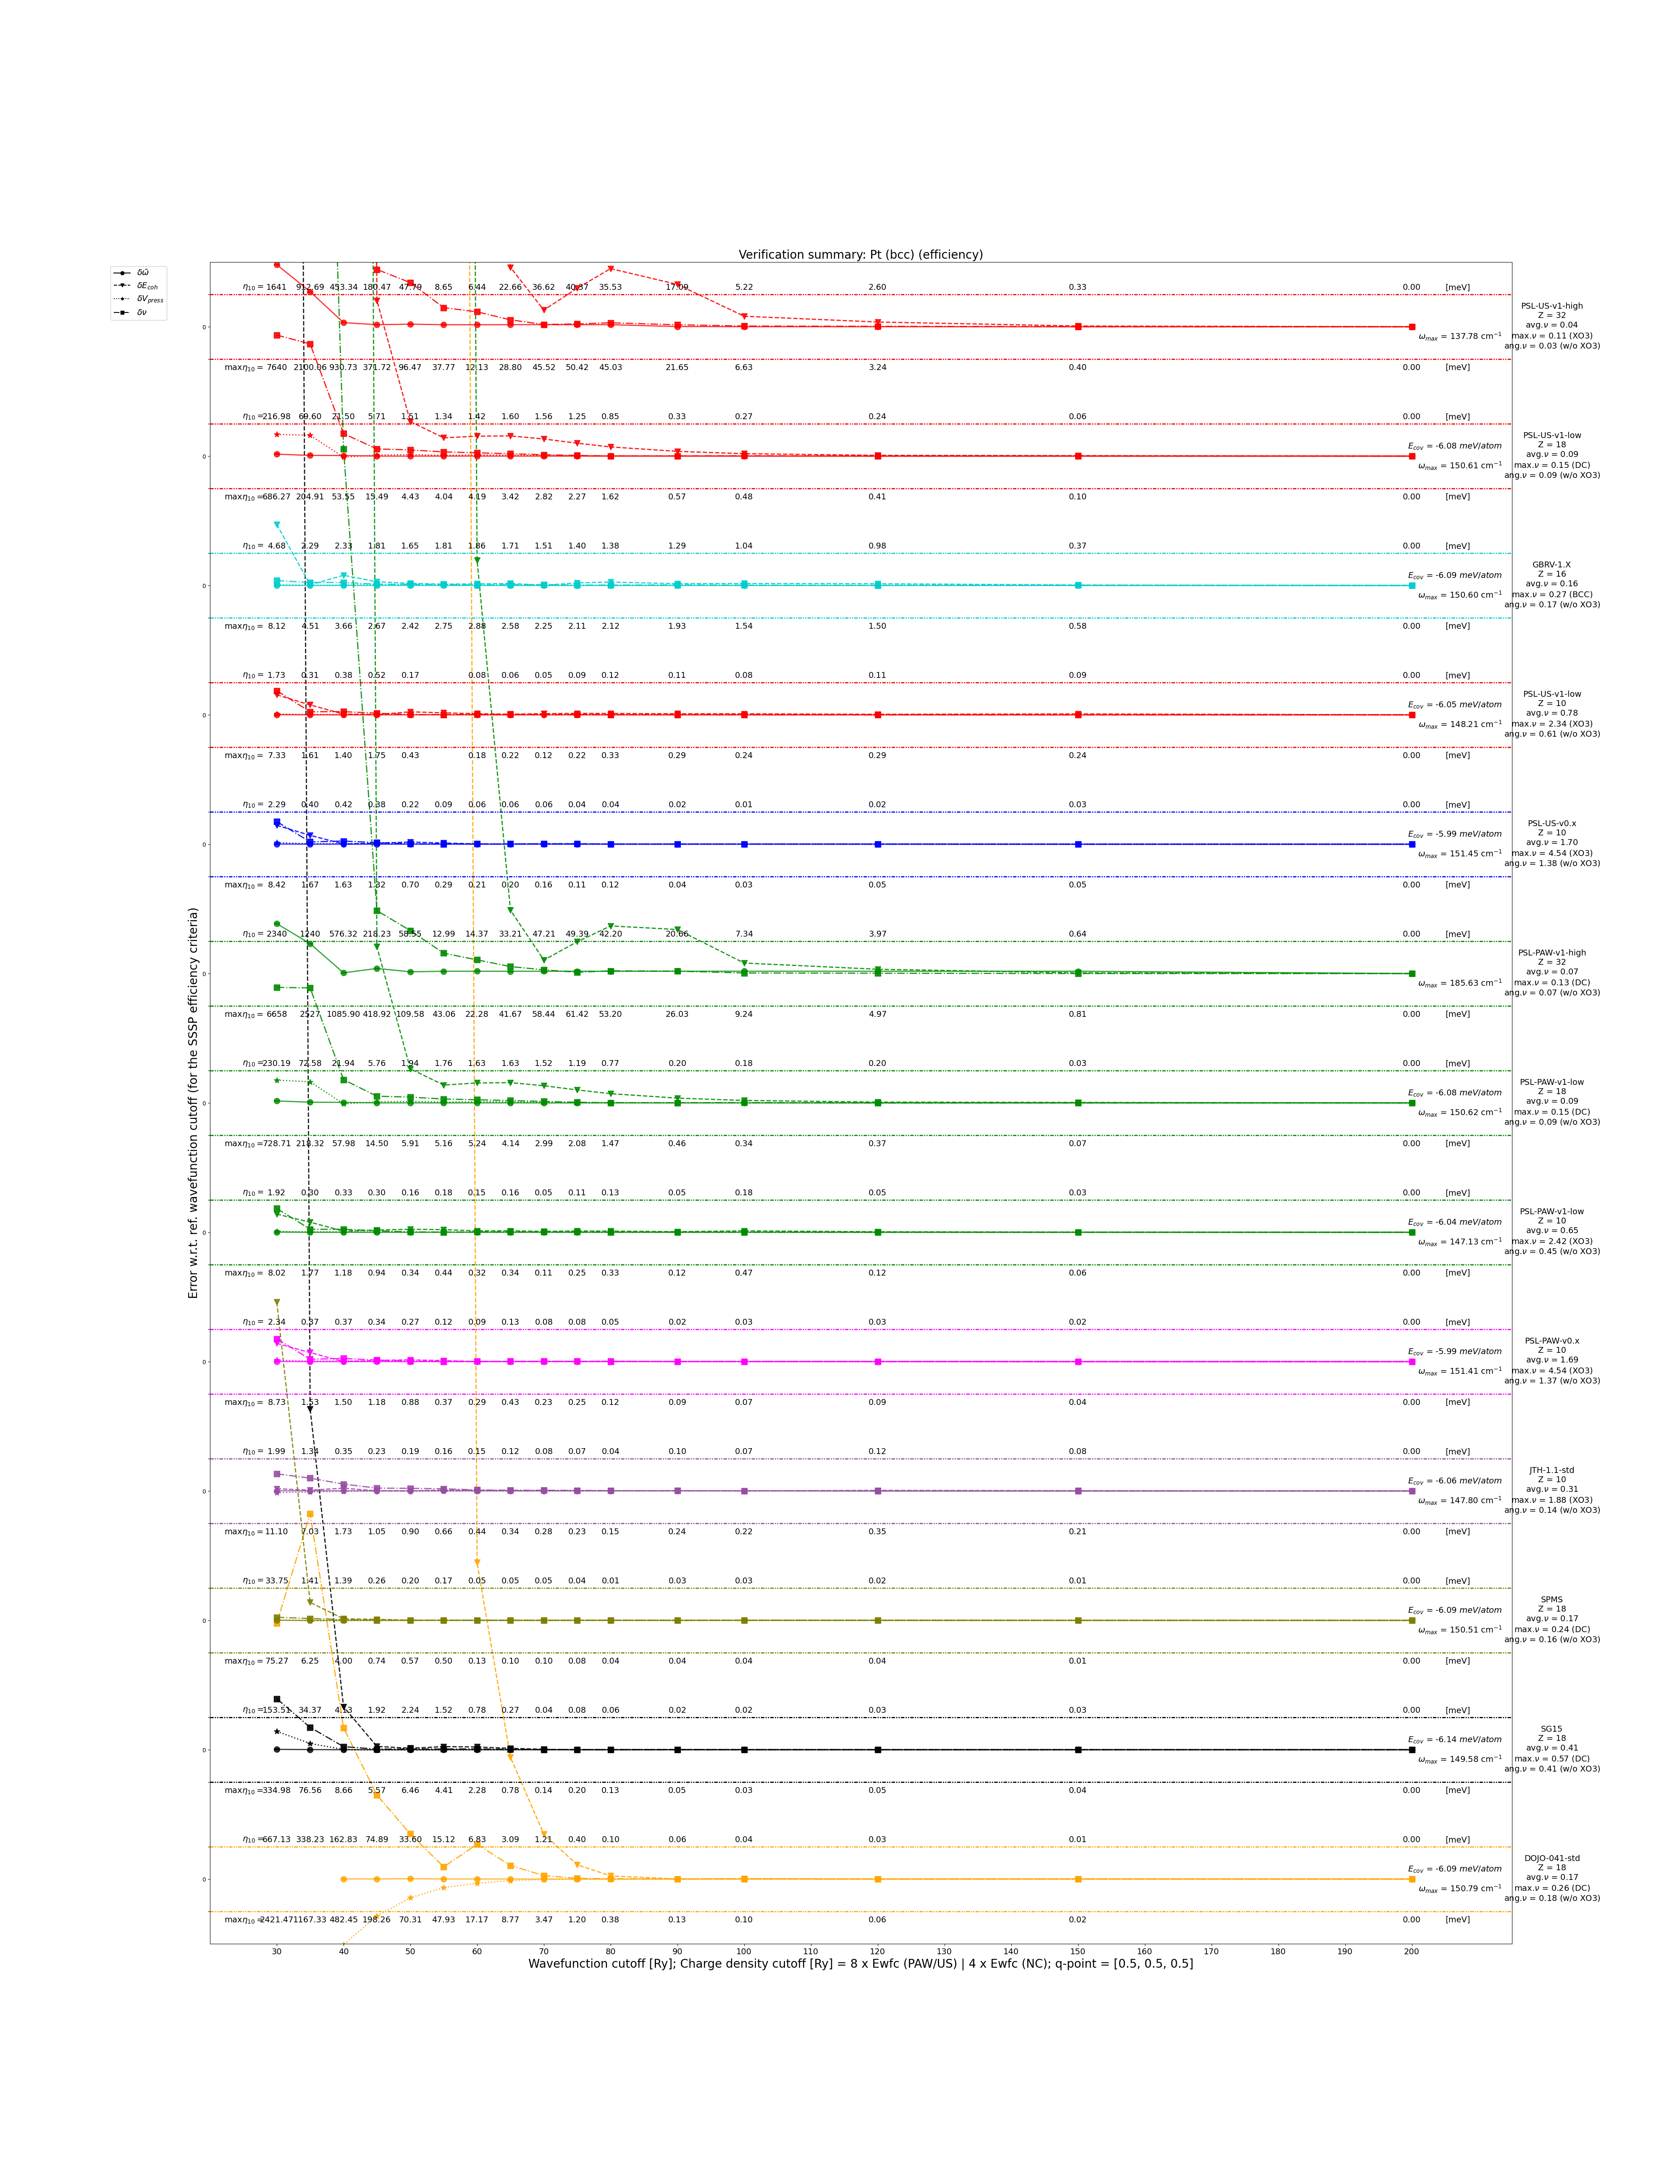 Verification summary: Pt (bcc) (efficiency)
δω̄
δE_coh
δV_press
δν
η₁₀ = 1641 912.69 453.34 180.47 47.79 8.65 6.44 22.66 36.62 40.37 35.53 17.09 5.22 2.60 0.33 0.00 [meV]
PSL-US-v1-high
Z = 32
avg.ν = 0.04
max.ν = 0.11 (XO3)
ang.ν = 0.03 (w/o XO3)
0
ω_max = 137.78 cm⁻¹
maxη₁₀ = 7640 2100.06 930.73 371.72 96.47 37.77 12.13 28.80 45.52 50.42 45.03 21.65 6.63 3.24 0.40 0.00 [meV]
η₁₀ = 216.98 69.60 21.50 5.71 1.51 1.34 1.42 1.60 1.56 1.25 0.85 0.33 0.27 0.24 0.06 0.00 [meV]
PSL-US-v1-low
Z = 18
avg.ν = 0.09
max.ν = 0.15 (DC)
ang.ν = 0.09 (w/o XO3)
E_cov = -6.08 meV/atom
0
ω_max = 150.61 cm⁻¹
maxη₁₀ = 686.27 204.91 53.55 15.49 4.43 4.04 4.19 3.42 2.82 2.27 1.62 0.57 0.48 0.41 0.10 0.00 [meV]
η₁₀ = 4.68 2.29 2.33 1.81 1.65 1.81 1.86 1.71 1.51 1.40 1.38 1.29 1.04 0.98 0.37 0.00 [meV]
GBRV-1.X
Z = 16
avg.ν = 0.16
max.ν = 0.27 (BCC)
ang.ν = 0.17 (w/o XO3)
E_cov = -6.09 meV/atom
0
ω_max = 150.60 cm⁻¹
maxη₁₀ = 8.12 4.51 3.66 2.67 2.42 2.75 2.88 2.58 2.25 2.11 2.12 1.93 1.54 1.50 0.58 0.00 [meV]
η₁₀ = 1.73 0.31 0.38 0.52 0.17 0.08 0.06 0.05 0.09 0.12 0.11 0.08 0.11 0.09 0.00 [meV]
PSL-US-v1-low
Z = 10
avg.ν = 0.78
max.ν = 2.34 (XO3)
ang.ν = 0.61 (w/o XO3)
E_cov = -6.05 meV/atom
0
ω_max = 148.21 cm⁻¹
maxη₁₀ = 7.33 1.61 1.40 1.75 0.43 0.18 0.22 0.12 0.22 0.33 0.29 0.24 0.29 0.24 0.00 [meV]
η₁₀ = 2.29 0.40 0.42 0.38 0.22 0.09 0.06 0.06 0.06 0.04 0.04 0.02 0.01 0.02 0.03 0.00 [meV]
PSL-US-v0.x
Z = 10
avg.ν = 1.70
max.ν = 4.54 (XO3)
ang.ν = 1.38 (w/o XO3)
E_cov = -5.99 meV/atom
0
ω_max = 151.45 cm⁻¹
maxη₁₀ = 8.42 1.67 1.63 1.32 0.70 0.29 0.21 0.20 0.16 0.11 0.12 0.04 0.03 0.05 0.05 0.00 [meV]
η₁₀ = 2340 1240 576.32 218.23 58.55 12.99 14.37 33.21 47.21 49.39 42.20 20.66 7.34 3.97 0.64 0.00 [meV]
PSL-PAW-v1-high
Z = 32
avg.ν = 0.07
max.ν = 0.13 (DC)
ang.ν = 0.07 (w/o XO3)
0
ω_max = 185.63 cm⁻¹
maxη₁₀ = 6658 2527 1085.90 418.92 109.58 43.06 22.28 41.67 58.44 61.42 53.20 26.03 9.24 4.97 0.81 0.00 [meV]
η₁₀ = 230.19 72.58 21.94 5.76 1.94 1.76 1.63 1.63 1.52 1.19 0.77 0.20 0.18 0.20 0.03 0.00 [meV]
PSL-PAW-v1-low
Z = 18
avg.ν = 0.09
max.ν = 0.15 (DC)
ang.ν = 0.09 (w/o XO3)
E_cov = -6.08 meV/atom
0
ω_max = 150.62 cm⁻¹
maxη₁₀ = 728.71 218.32 57.98 14.50 5.91 5.16 5.24 4.14 2.99 2.08 1.47 0.46 0.34 0.37 0.07 0.00 [meV]
η₁₀ = 1.92 0.30 0.33 0.30 0.16 0.18 0.15 0.16 0.05 0.11 0.13 0.05 0.18 0.05 0.03 0.00 [meV]
PSL-PAW-v1-low
Z = 10
avg.ν = 0.65
max.ν = 2.42 (XO3)
ang.ν = 0.45 (w/o XO3)
E_cov = -6.04 meV/atom
0
ω_max = 147.13 cm⁻¹
maxη₁₀ = 8.02 1.77 1.18 0.94 0.34 0.44 0.32 0.34 0.11 0.25 0.33 0.12 0.47 0.12 0.06 0.00 [meV]
η₁₀ = 2.34 0.37 0.37 0.34 0.27 0.12 0.09 0.13 0.08 0.08 0.05 0.02 0.03 0.03 0.02 0.00 [meV]
PSL-PAW-v0.x
Z = 10
avg.ν = 1.69
max.ν = 4.54 (XO3)
ang.ν = 1.37 (w/o XO3)
E_cov = -5.99 meV/atom
0
ω_max = 151.41 cm⁻¹
maxη₁₀ = 8.73 1.53 1.50 1.18 0.88 0.37 0.29 0.43 0.23 0.25 0.12 0.09 0.07 0.09 0.04 0.00 [meV]
η₁₀ = 1.99 1.34 0.35 0.23 0.19 0.16 0.15 0.12 0.08 0.07 0.04 0.10 0.07 0.12 0.08 0.00 [meV]
JTH-1.1-std
Z = 10
avg.ν = 0.31
max.ν = 1.88 (XO3)
ang.ν = 0.14 (w/o XO3)
E_cov = -6.06 meV/atom
0
ω_max = 147.80 cm⁻¹
maxη₁₀ = 11.10 7.03 1.73 1.05 0.90 0.66 0.44 0.34 0.28 0.23 0.15 0.24 0.22 0.35 0.21 0.00 [meV]
η₁₀ = 33.75 1.41 1.39 0.26 0.20 0.17 0.05 0.05 0.05 0.04 0.01 0.03 0.03 0.02 0.01 0.00 [meV]
SPMS
Z = 18
avg.ν = 0.17
max.ν = 0.24 (DC)
ang.ν = 0.16 (w/o XO3)
E_cov = -6.09 meV/atom
0
ω_max = 150.51 cm⁻¹
maxη₁₀ = 75.27 6.25 4.00 0.74 0.57 0.50 0.13 0.10 0.10 0.08 0.04 0.04 0.04 0.04 0.01 0.00 [meV]
η₁₀ = 153.51 34.37 4.13 1.92 2.24 1.52 0.78 0.27 0.04 0.08 0.06 0.02 0.02 0.03 0.03 0.00 [meV]
SG15
Z = 18
avg.ν = 0.41
max.ν = 0.57 (DC)
ang.ν = 0.41 (w/o XO3)
E_cov = -6.14 meV/atom
0
ω_max = 149.58 cm⁻¹
maxη₁₀ = 334.98 76.56 8.66 5.57 6.46 4.41 2.28 0.78 0.14 0.20 0.13 0.05 0.03 0.05 0.04 0.00 [meV]
η₁₀ = 667.13 338.23 162.83 74.89 33.60 15.12 6.83 3.09 1.21 0.40 0.10 0.06 0.04 0.03 0.01 0.00 [meV]
DOJO-041-std
Z = 18
avg.ν = 0.17
max.ν = 0.26 (DC)
ang.ν = 0.18 (w/o XO3)
E_cov = -6.09 meV/atom
0
ω_max = 150.79 cm⁻¹
maxη₁₀ = 2421.47 1167.33 482.45 198.26 70.31 47.93 17.17 8.77 3.47 1.20 0.38 0.13 0.10 0.06 0.02 0.00 [meV]
30 40 50 60 70 80 90 100 110 120 130 140 150 160 170 180 190 200
Wavefunction cutoff [Ry]; Charge density cutoff [Ry] = 8 x Ewfc (PAW/US) | 4 x Ewfc (NC); q-point = [0.5, 0.5, 0.5]
Error w.r.t. ref. wavefunction cutoff (for the SSSP efficiency criteria)